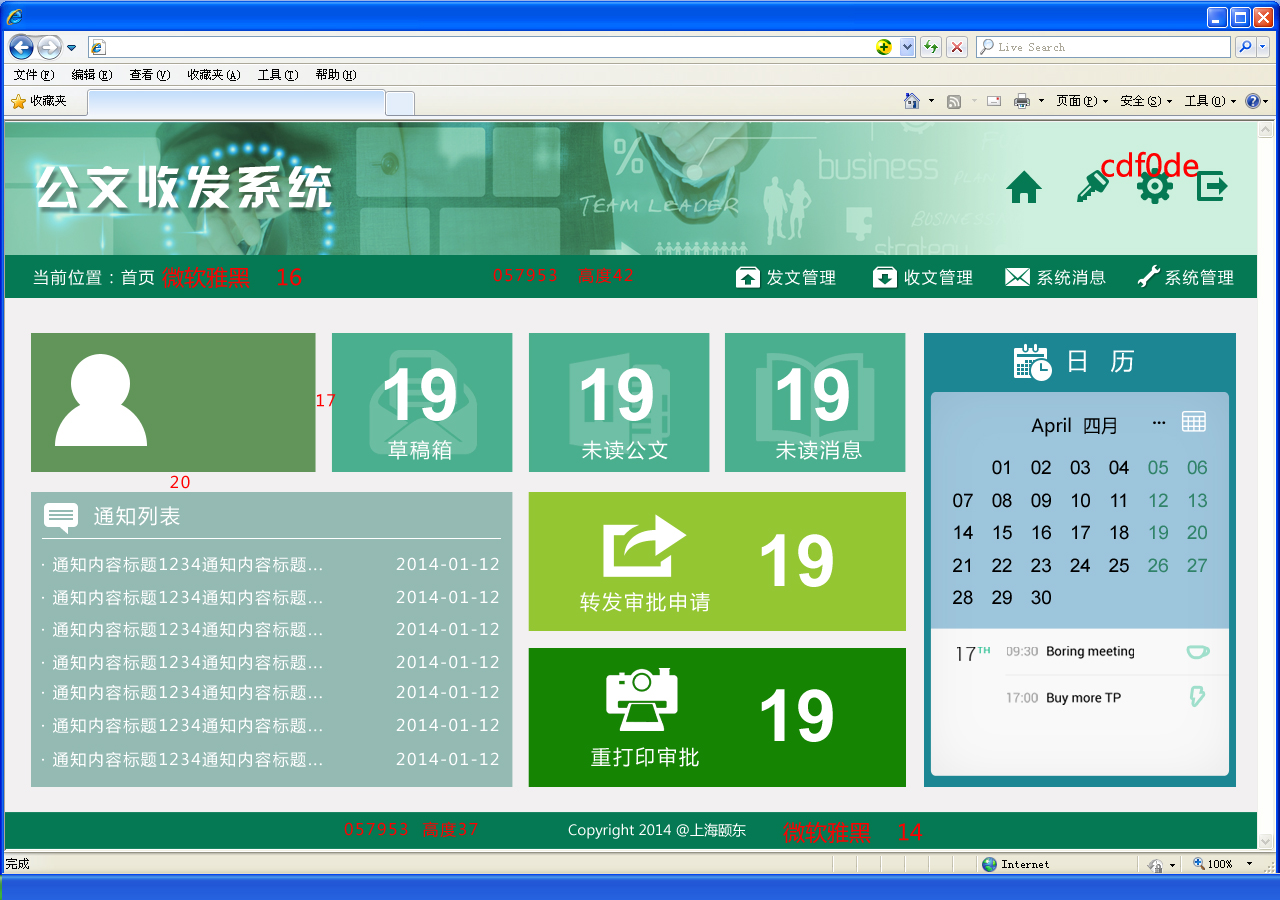 Live Search
文件(F) 编辑(E) 查看(V) 收藏夹(A) 工具(T) 帮助(H)
收藏夹 页面(P) 安全(S) 工具(O)
公文收发系统
% business
TEAM LEADER
PLAN
BUSINESS
strategy
cdf0de
当前位置：首页 微软雅黑 16 057953 高度42 发文管理 收文管理 系统消息 系统管理
17
20
19
草稿箱
19
未读公文
19
未读消息
通知列表
· 通知内容标题1234通知内容标题... 2014-01-12
· 通知内容标题1234通知内容标题... 2014-01-12
· 通知内容标题1234通知内容标题... 2014-01-12
· 通知内容标题1234通知内容标题... 2014-01-12
· 通知内容标题1234通知内容标题... 2014-01-12
· 通知内容标题1234通知内容标题... 2014-01-12
· 通知内容标题1234通知内容标题... 2014-01-12
转发审批申请 19
重打印审批 19
日 历
April 四月 ...
01 02 03 04 05 06
07 08 09 10 11 12 13
14 15 16 17 18 19 20
21 22 23 24 25 26 27
28 29 30
17TH 09:30 Boring meeting
17:00 Buy more TP
057953 高度37 Copyright 2014 @上海颐东 微软雅黑 14
完成 Internet 100%